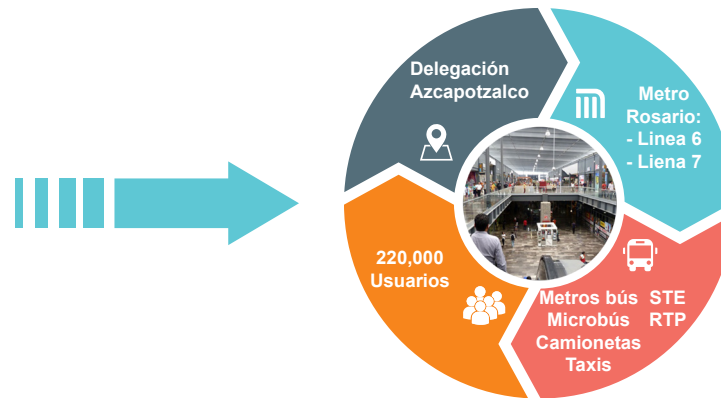 Delegación
Azcapotzalco
Metro
Rosario:
- Linea 6
- Liena 7
220,000
Usuarios
Metros bús STE
Microbús RTP
Camionetas
Taxis